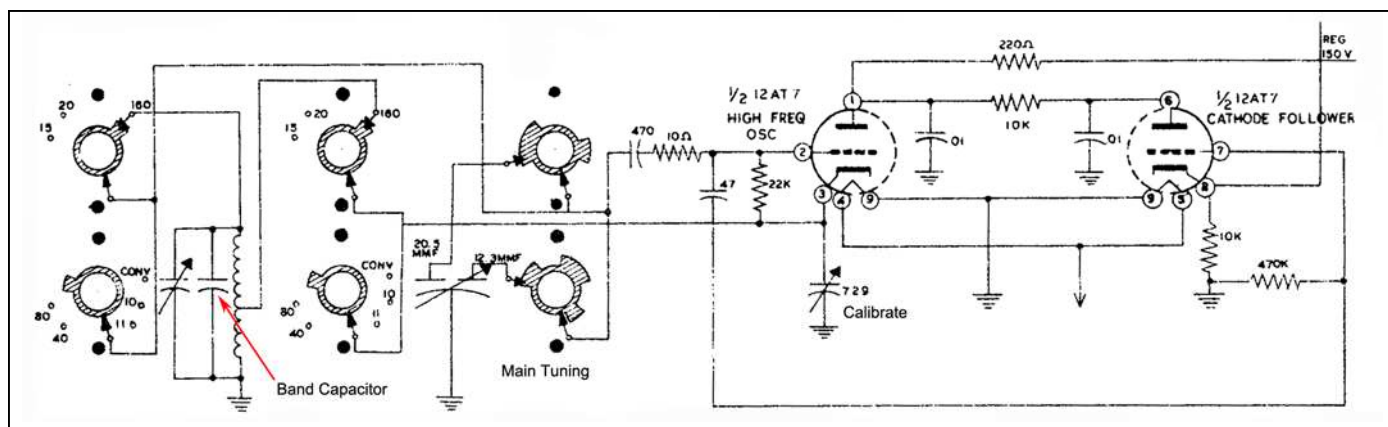 20
160
15
CONV
10
80
11 6
40
Band Capacitor
20
160
15
CONV
10
80
11
40
20.5
MMF
12.3MMF
Main Tuning
470
10Ω
47
22K
1/2 12AT7
HIGH FREQ
OSC
1
2
3
4
9
729
Calibrate
220Ω
10K
01
01
REG
150V
1/2 12AT7
CATHODE FOLLOWER
6
7
8
9
5
10K
470K